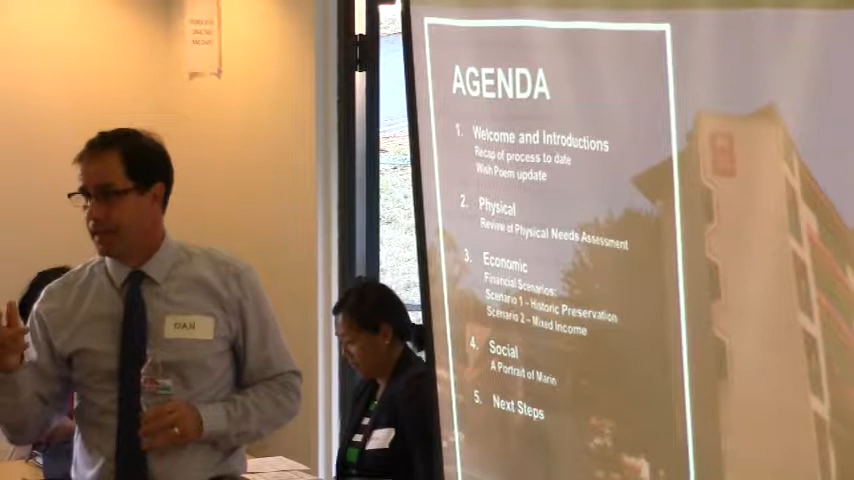 AGENDA
1. Welcome and Introductions
Recap of process to date
Wish Poem update
2. Physical
Review of Physical Needs Assessment
3. Economic
Financial Scenarios:
Scenario 1 - Historic Preservation
Scenario 2 - Mixed Income
4. Social
A Portrait of Marin
5. Next Steps
DAN